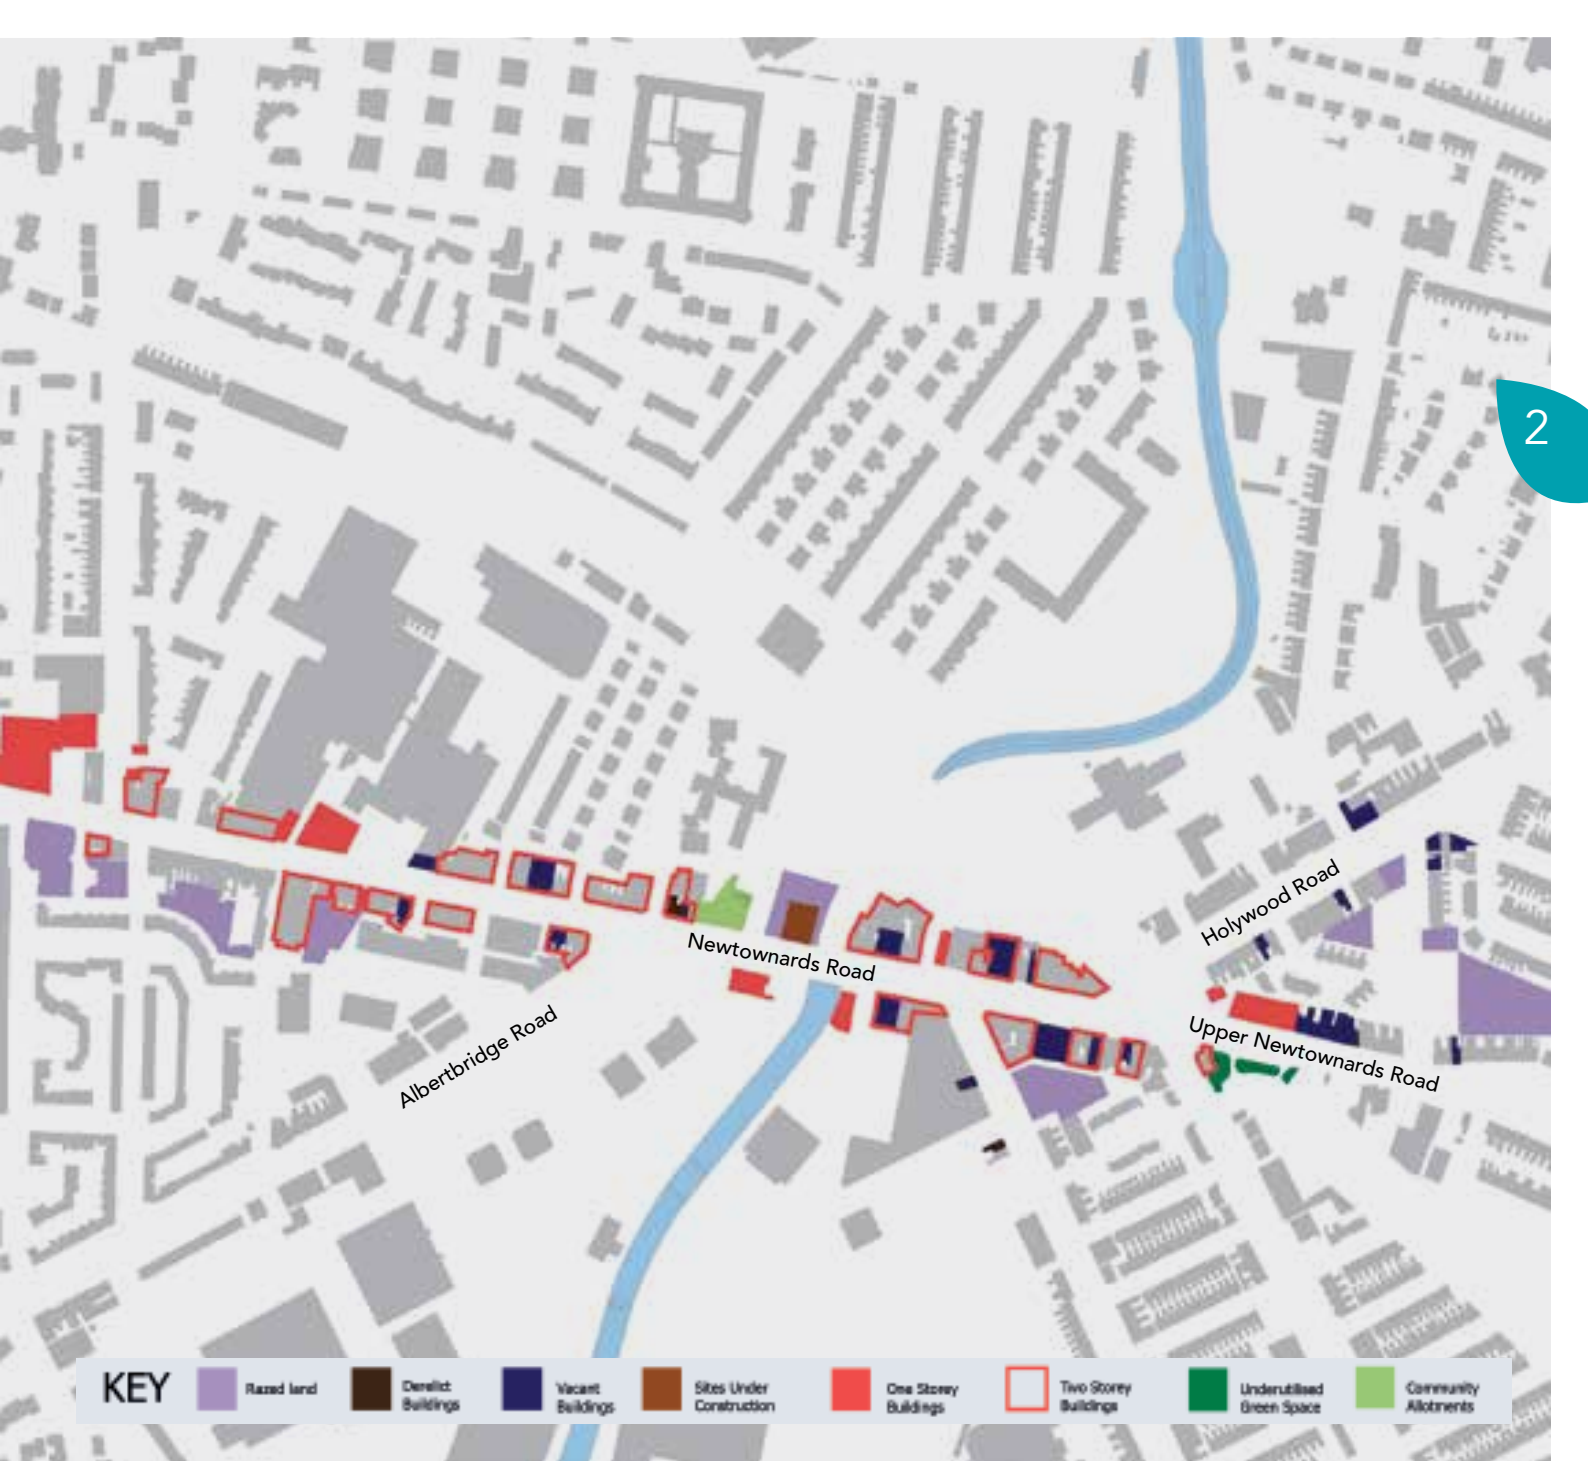 2
Holywood Road
Newtownards Road
Upper Newtownards Road
Albertbridge Road
KEY
Razed land
Derelict
Buildings
Vacant
Buildings
Sites Under
Construction
One Storey
Buildings
Two Storey
Buildings
Underutilised
Green Space
Community
Allotments